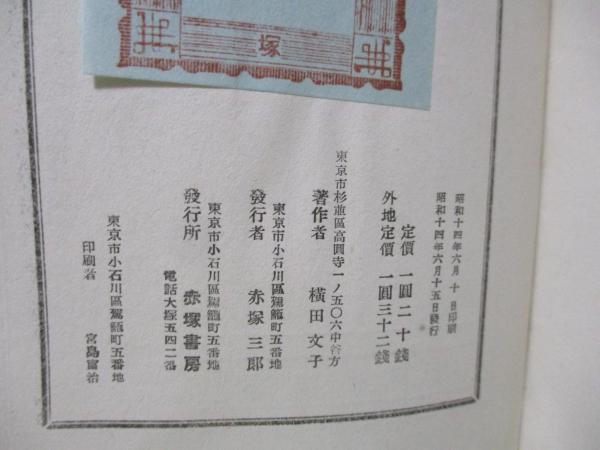 塚
昭和十四年六月十日印刷
昭和十四年六月十五日發行
定價 一圓二十錢
外地定價 一圓三十二錢
東京市杉並區高圓寺一ノ五〇六中谷方
著作者 橫田文子
東京市小石川區駕籠町五番地
發行者 赤塚三郎
東京市小石川區駕籠町五番地
發行所 赤塚書房
電話大塚五四二番
東京市小石川區駕籠町五番地
印刷者 宮島富治